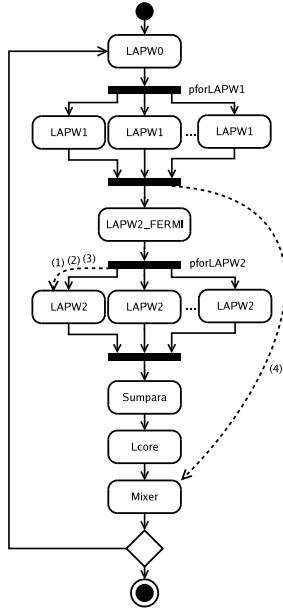 LAPW0
pforLAPW1
LAPW1 LAPW1 ... LAPW1
LAPW2_FERMI
(1) (2) (3) pforLAPW2
LAPW2 LAPW2 ... LAPW2
(4)
Sumpara
Lcore
Mixer